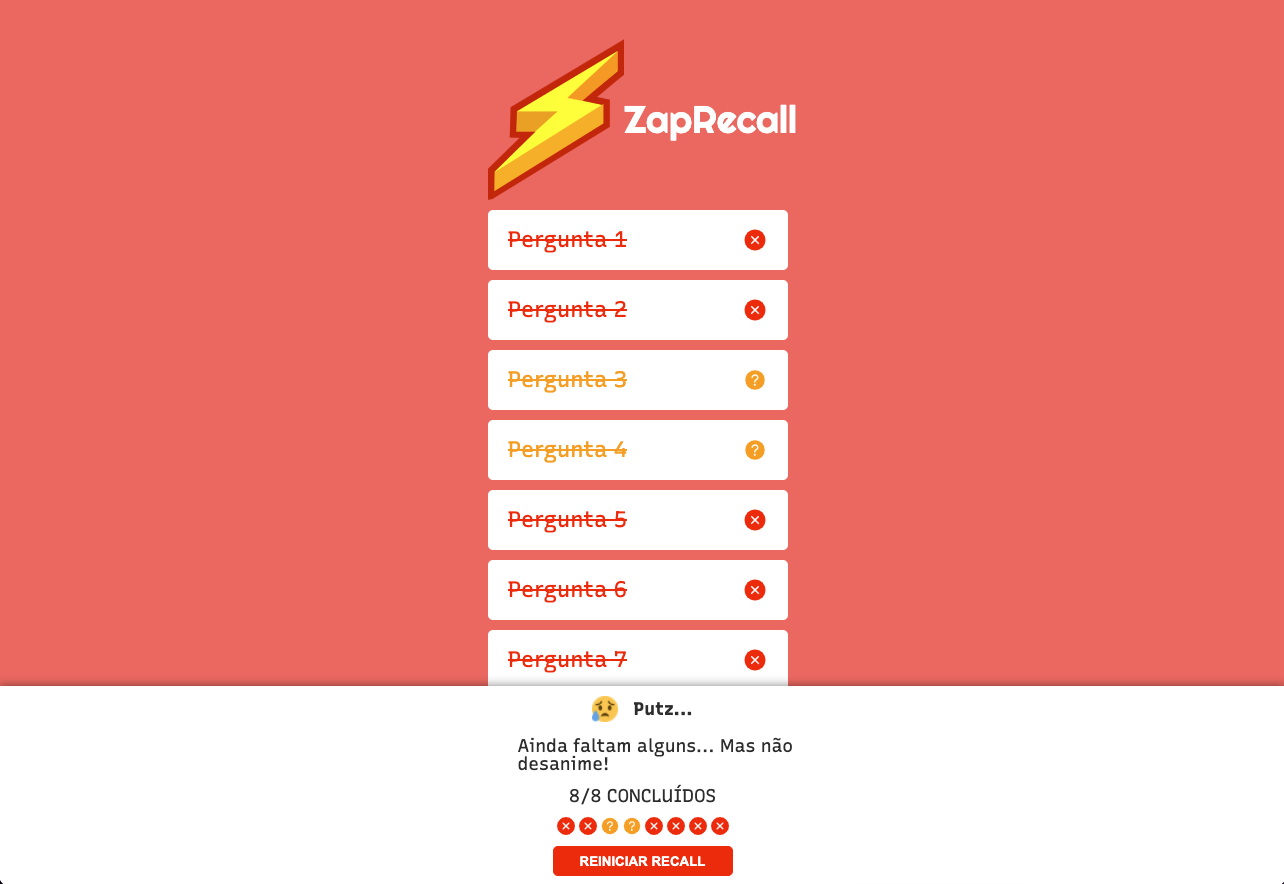 ZapRecall
Pergunta 1
Pergunta 2
Pergunta 3
Pergunta 4
Pergunta 5
Pergunta 6
Pergunta 7
Putz...
Ainda faltam alguns... Mas não
desanime!
8/8 CONCLUÍDOS
REINICIAR RECALL